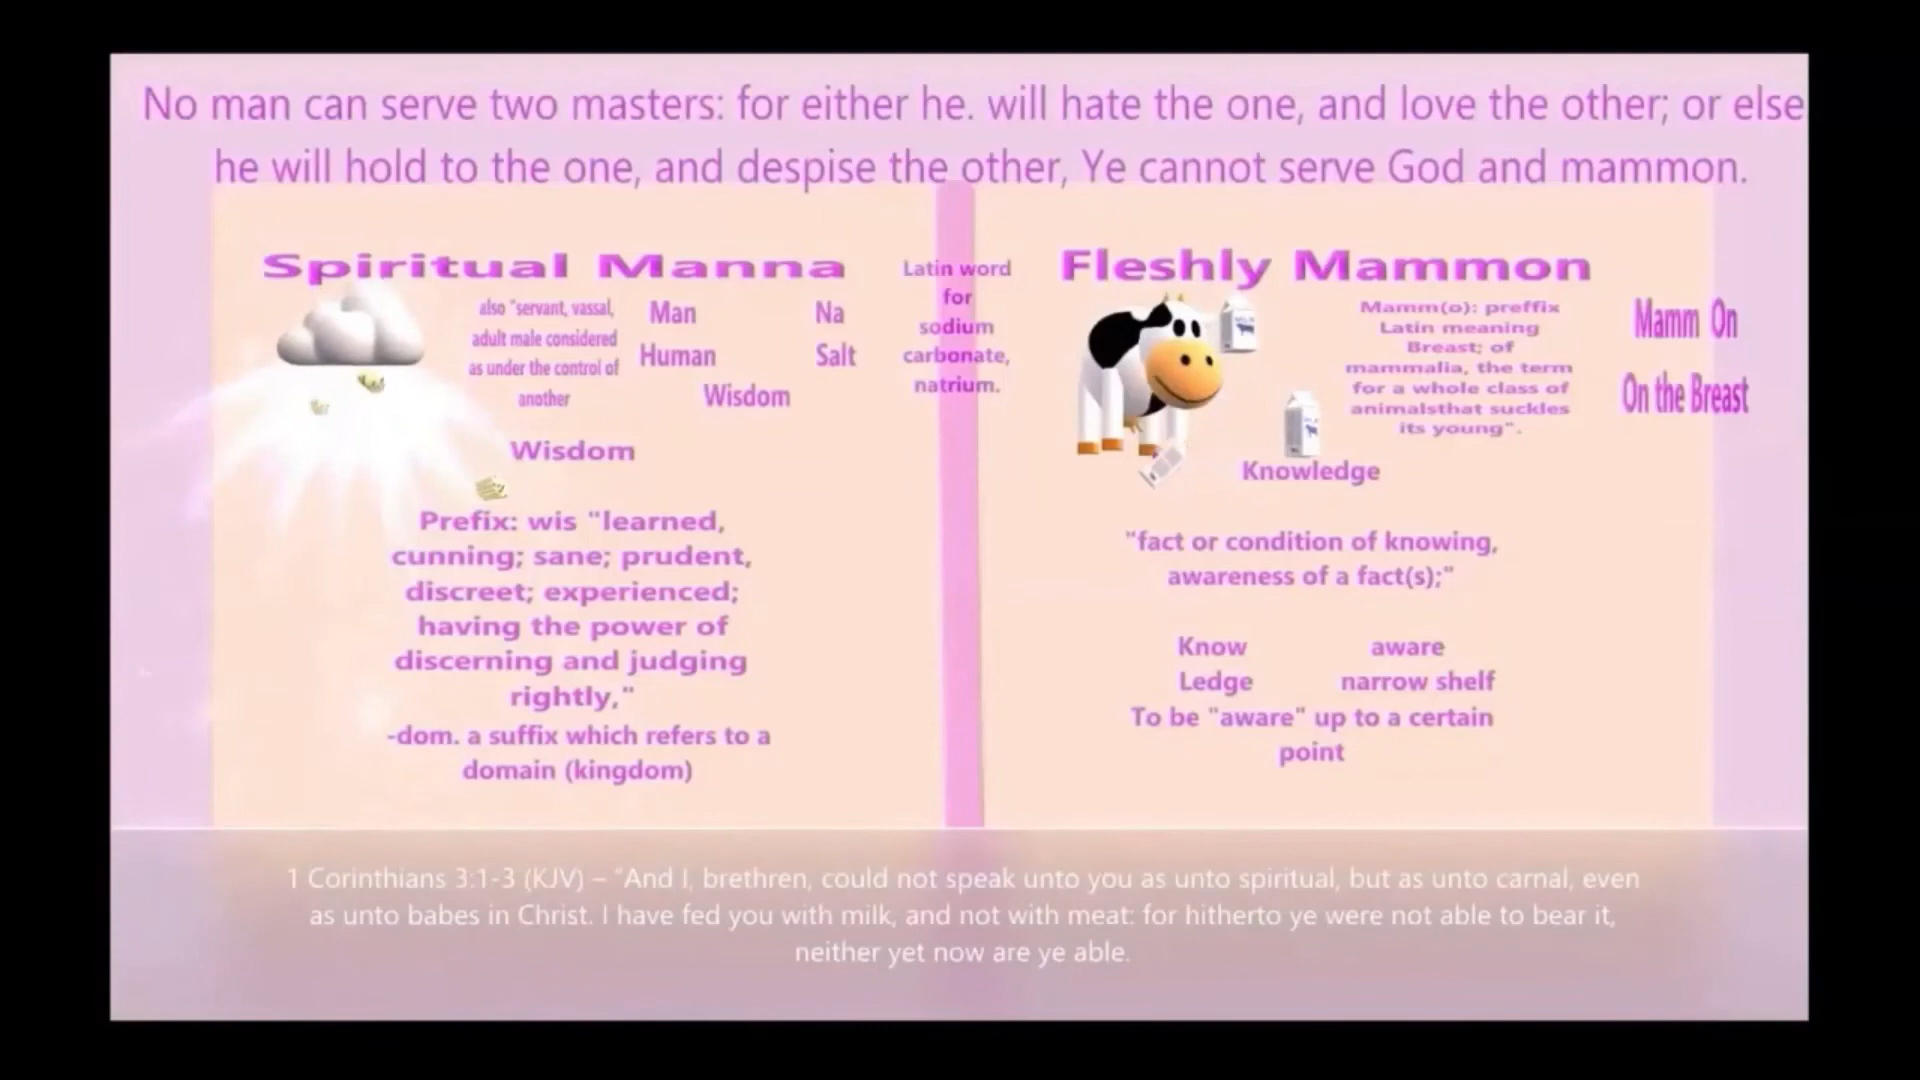 No man can serve two masters: for either he. will hate the one, and love the other; or else
he will hold to the one, and despise the other, Ye cannot serve God and mammon.
Spiritual Manna
also "servant, vassal,
adult male considered
as under the control of
another
Man
Human
Na
Salt
Wisdom
Latin word
for
sodium
carbonate,
natrium.
Wisdom
Prefix: wis "learned,
cunning; sane; prudent,
discreet; experienced;
having the power of
discerning and judging
rightly,"
-dom. a suffix which refers to a
domain (kingdom)
Fleshly Mammon
Mamm(o): preffix
Latin meaning
Breast; of
mammalia, the term
for a whole class of
animalsthat suckles
its young".
Mamm On
On the Breast
Knowledge
"fact or condition of knowing,
awareness of a fact(s);"
Know aware
Ledge narrow shelf
To be "aware" up to a certain
point
1 Corinthians 3:1-3 (KJV) – "And I, brethren, could not speak unto you as unto spiritual, but as unto carnal, even
as unto babes in Christ. I have fed you with milk, and not with meat: for hitherto ye were not able to bear it,
neither yet now are ye able.